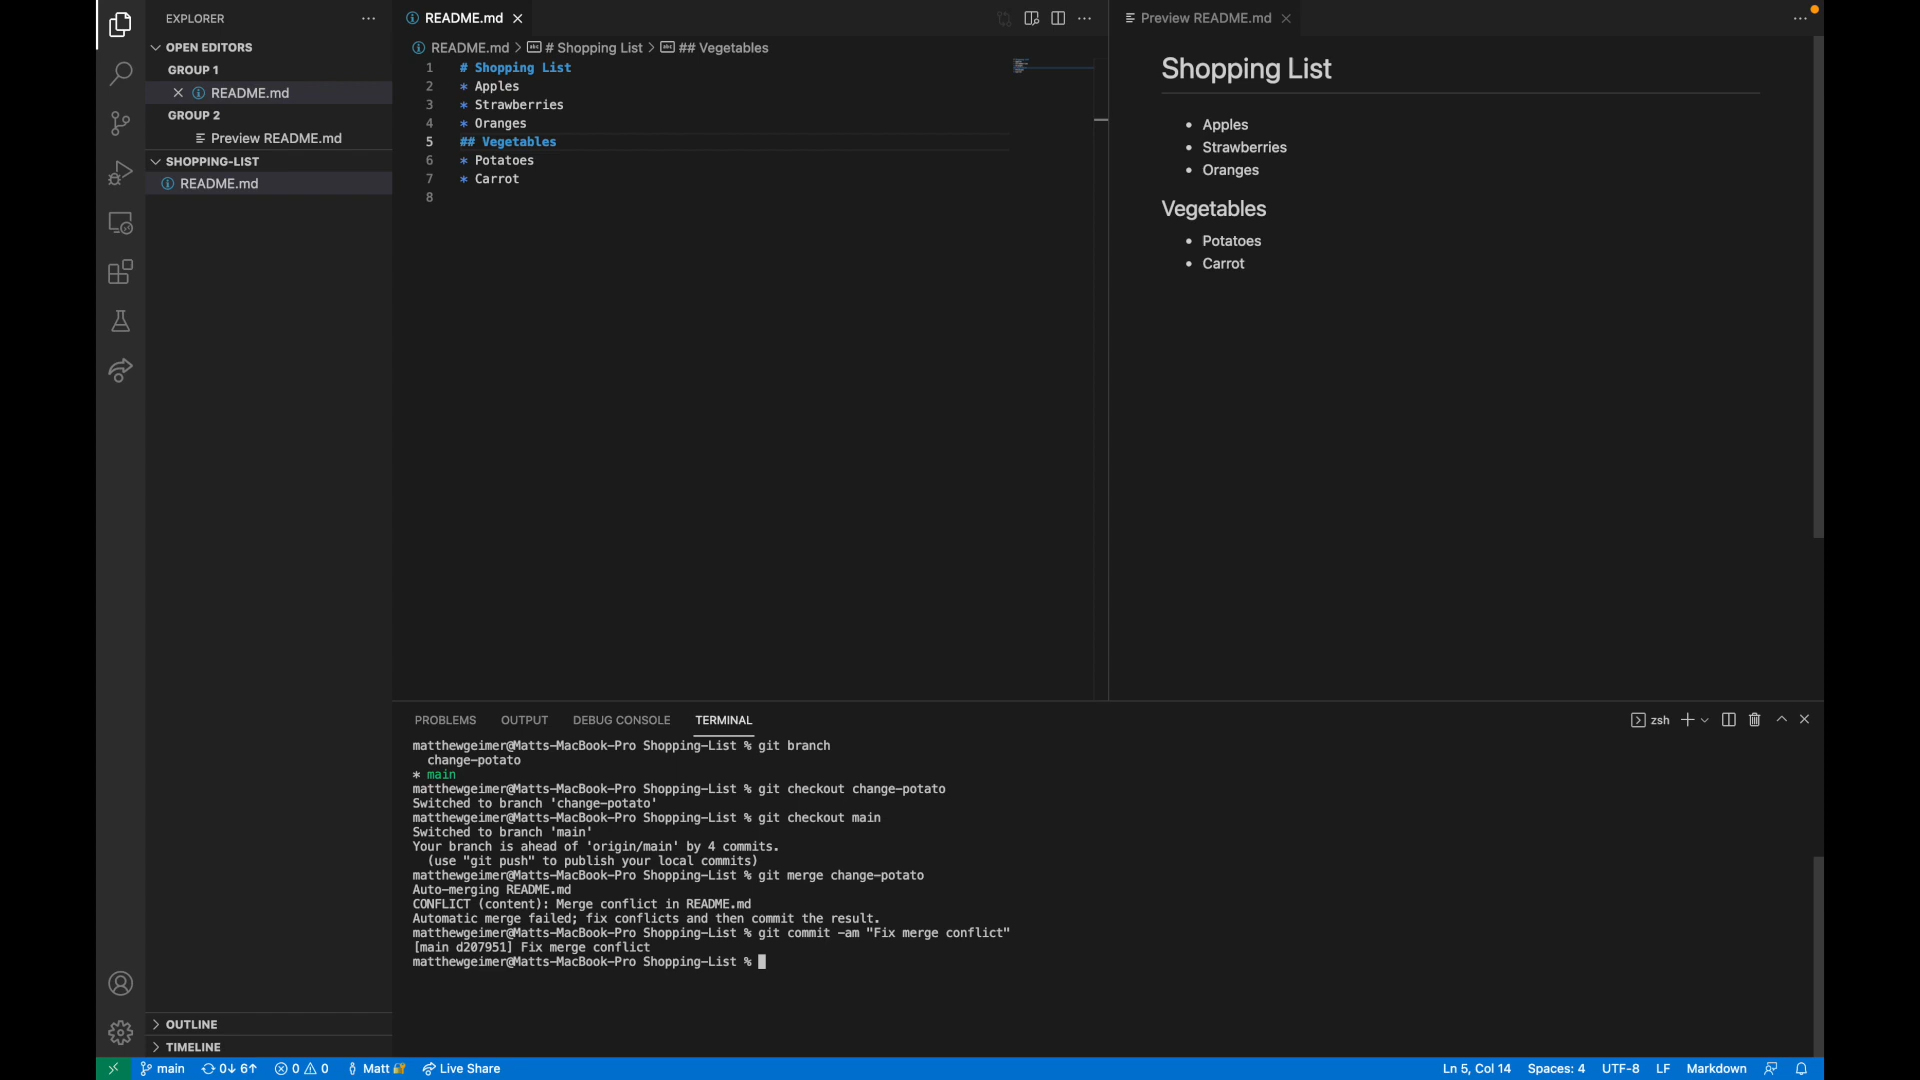 EXPLORER
OPEN EDITORS
GROUP 1
README.md
GROUP 2
Preview README.md
SHOPPING-LIST
README.md
OUTLINE
TIMELINE
README.md
README.md > # Shopping List > ## Vegetables
1 # Shopping List
2 * Apples
3 * Strawberries
4 * Oranges
5 ## Vegetables
6 * Potatoes
7 * Carrot
8
Preview README.md
Shopping List
• Apples
• Strawberries
• Oranges
Vegetables
• Potatoes
• Carrot
PROBLEMS OUTPUT DEBUG CONSOLE TERMINAL
zsh
matthewgeimer@Matts-MacBook-Pro Shopping-List % git branch
change-potato
* main
matthewgeimer@Matts-MacBook-Pro Shopping-List % git checkout change-potato
Switched to branch 'change-potato'
matthewgeimer@Matts-MacBook-Pro Shopping-List % git checkout main
Switched to branch 'main'
Your branch is ahead of 'origin/main' by 4 commits.
(use "git push" to publish your local commits)
matthewgeimer@Matts-MacBook-Pro Shopping-List % git merge change-potato
Auto-merging README.md
CONFLICT (content): Merge conflict in README.md
Automatic merge failed; fix conflicts and then commit the result.
matthewgeimer@Matts-MacBook-Pro Shopping-List % git commit -am "Fix merge conflict"
[main d207951] Fix merge conflict
matthewgeimer@Matts-MacBook-Pro Shopping-List %
main 0↓ 6↑ 0 0 Matt Live Share Ln 5, Col 14 Spaces: 4 UTF-8 LF Markdown